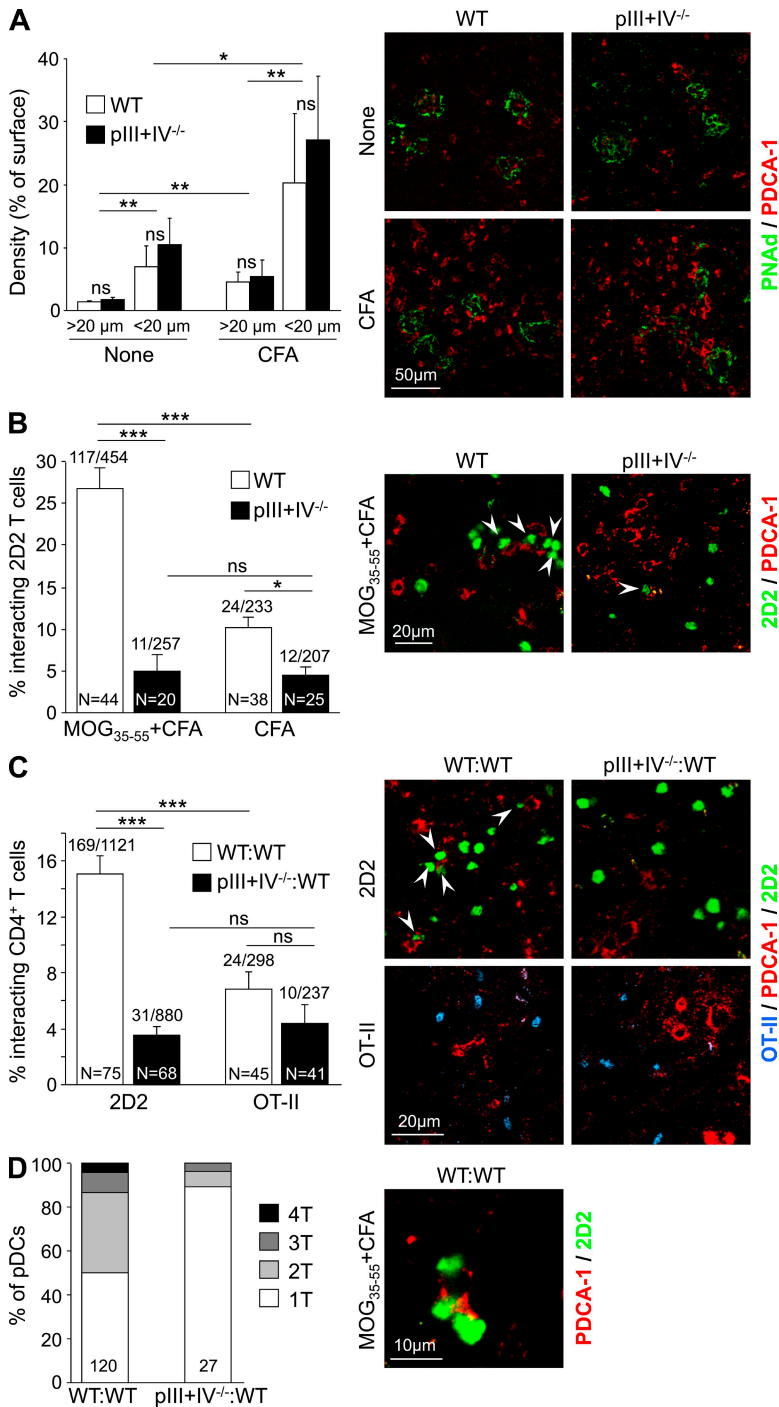 A
Density (% of surface)
40
30
20
10
0
WT
pIII+IV-/-
*
**
ns
**
**
ns
ns
ns
>20 µm
<20 µm
>20 µm
<20 µm
None
CFA
WT
pIII+IV-/-
None
CFA
50µm
PNAd / PDCA-1
B
% interacting 2D2 T cells
30
25
20
15
10
5
0
***
***
117/454
WT
pIII+IV-/-
ns
*
24/233
11/257
12/207
N=44
N=20
N=38
N=25
MOG35-55+CFA
CFA
WT
pIII+IV-/-
MOG35-55+CFA
20µm
2D2 / PDCA-1
C
% interacting CD4+ T cells
16
12
8
4
0
***
***
169/1121
WT:WT
pIII+IV-/-:WT
ns
ns
24/298
31/880
10/237
N=75
N=68
N=45
N=41
2D2
OT-II
WT:WT
pIII+IV-/-:WT
2D2
OT-II
20µm
OT-II / PDCA-1 / 2D2
D
% of pDCs
100
80
60
40
20
0
120
27
WT:WT
pIII+IV-/-:WT
4T
3T
2T
1T
WT:WT
MOG35-55+CFA
10µm
PDCA-1 / 2D2